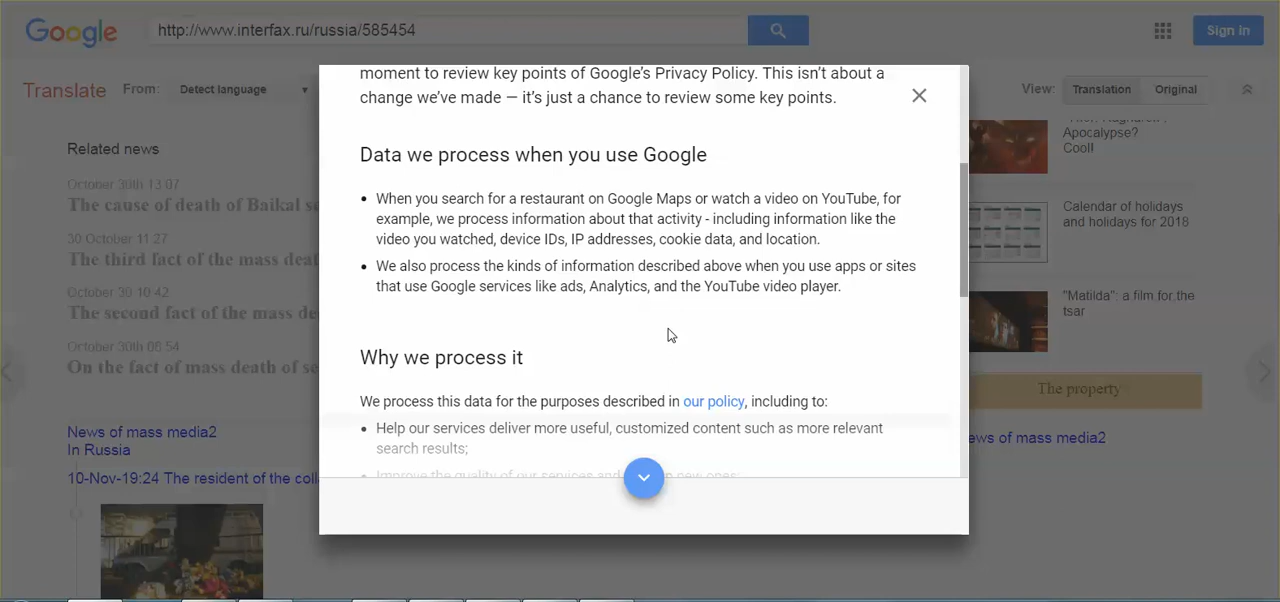 Google
http://www.interfax.ru/russia/585454
Sign in
Translate
From:
Detect language
View:
Translation
Original
moment to review key points of Google's Privacy Policy. This isn't about a
change we've made — it's just a chance to review some key points.
Data we process when you use Google
• When you search for a restaurant on Google Maps or watch a video on YouTube, for
example, we process information about that activity - including information like the
video you watched, device IDs, IP addresses, cookie data, and location.
• We also process the kinds of information described above when you use apps or sites
that use Google services like ads, Analytics, and the YouTube video player.
Why we process it
We process this data for the purposes described in our policy, including to:
• Help our services deliver more useful, customized content such as more relevant
search results;
• Improve the quality of our services and new ones;
Related news
October 30th 13:07
The cause of death of Baikal
30 October 11:27
The third fact of the mass
October 30 10:42
The second fact of the mass
October 30th 08:54
On the fact of mass death of
News of mass media2
In Russia
10-Nov-19:24 The resident of the
Apocalypse?
Cool!
Calendar of holidays
and holidays for 2018
"Matilda": a film for the
tsar
The property
ews of mass media2